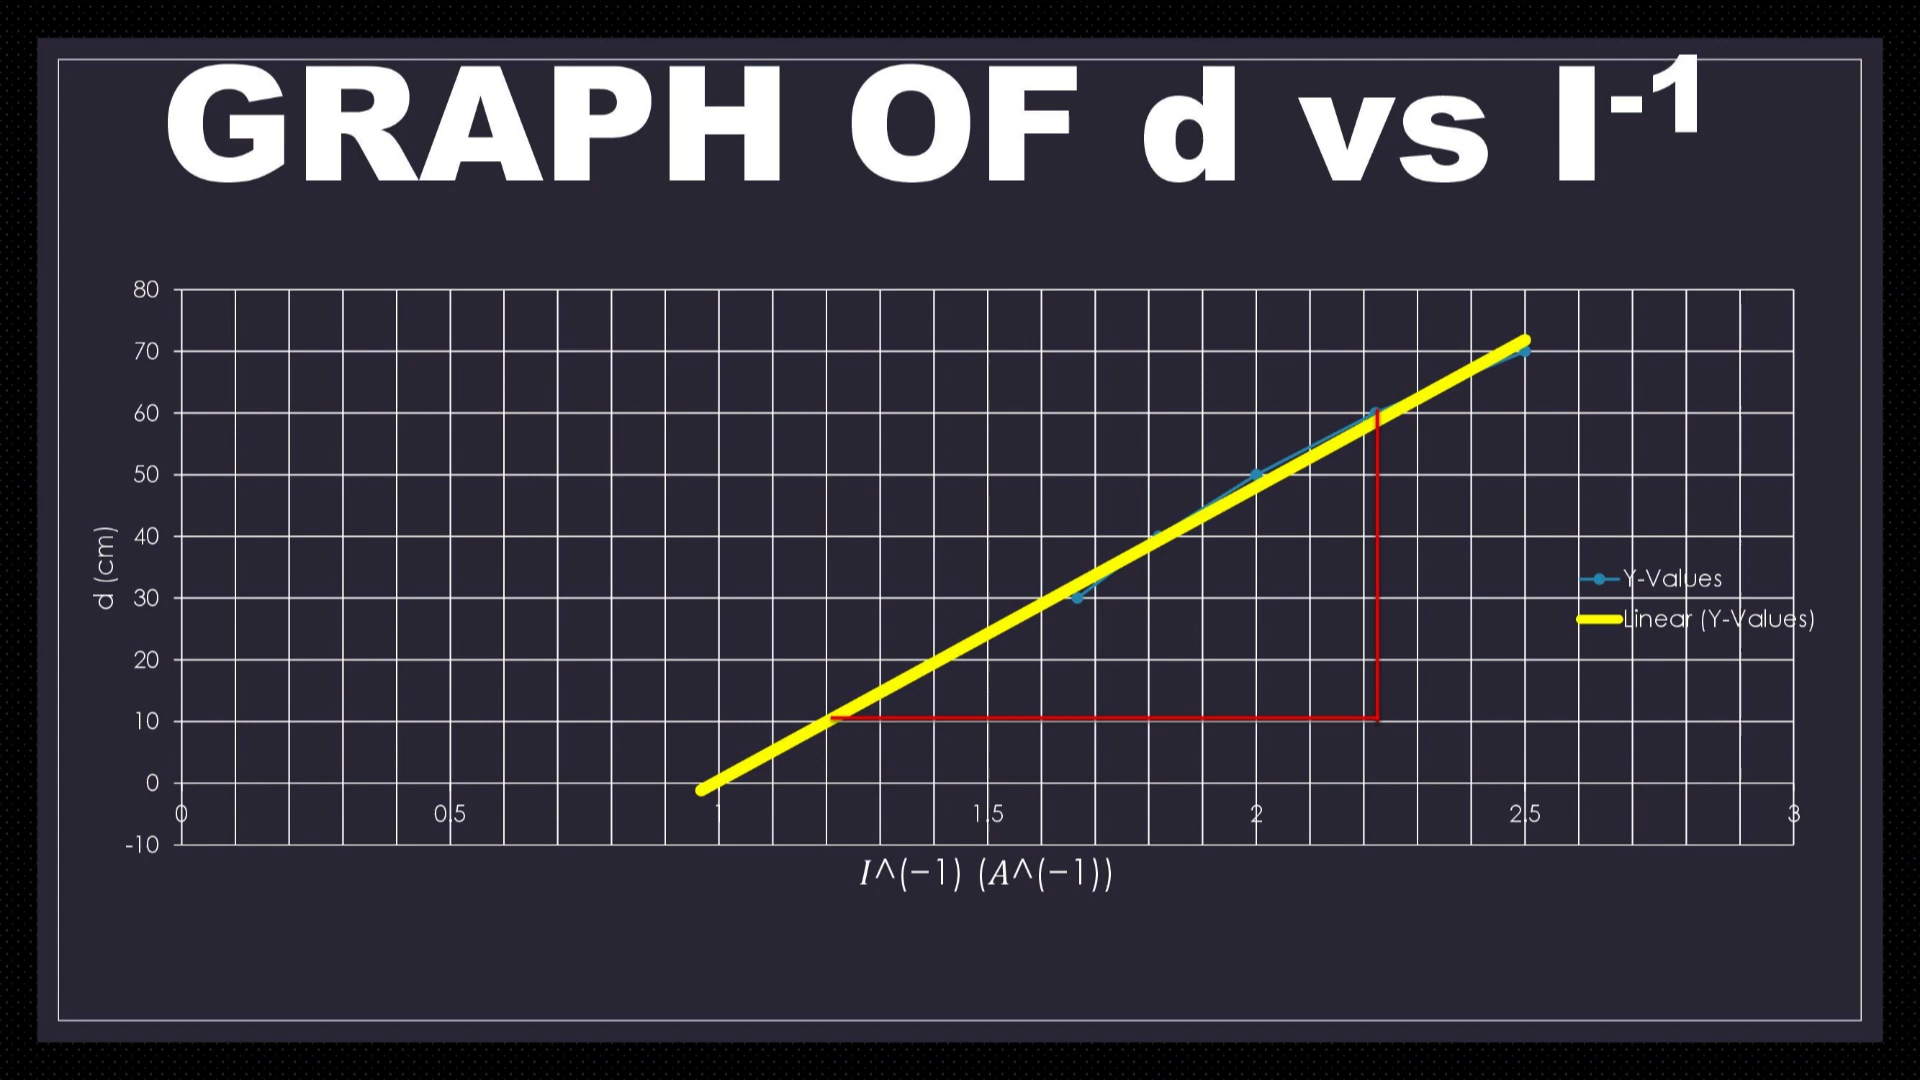 GRAPH OF d vs I⁻¹
80
70
60
50
40
30
20
10
0
-10
d (cm)
0 0.5 1 1.5 2 2.5 3
I^(−1) (A^(−1))
Y-Values
Linear (Y-Values)